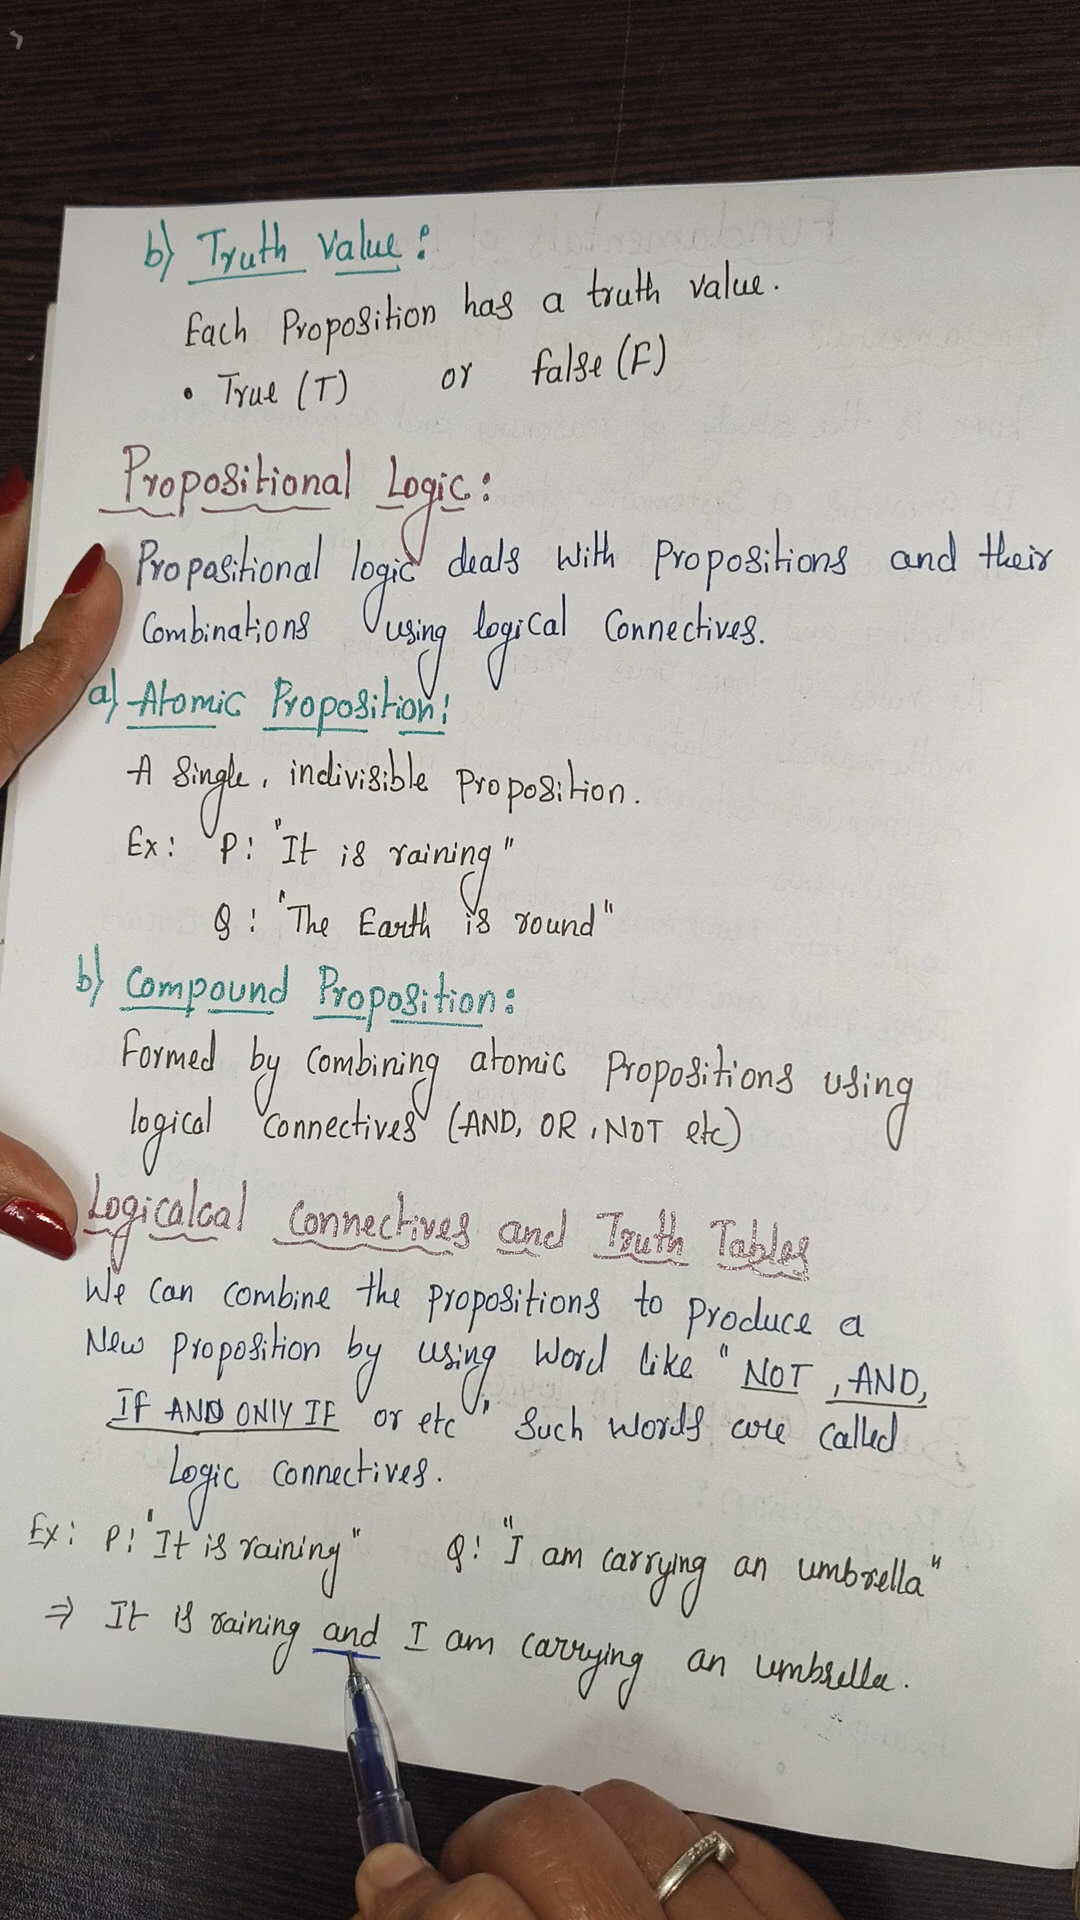 b) Truth Value:
Each Proposition has a truth value.
• True (T) or false (F)
Propositional Logic:
Propasitional logic deals with propositions and their
Combinations using logical Connectives.
a) Atomic Proposition:
A Single, indivisible proposition.
Ex: P: "It is raining"
Q: "The Earth is round"
b) Compound Proposition:
Formed by Combining atomic Propositions using
logical Connectives (AND, OR, NOT etc)
Logicalcal Connectives and Truth Tables
We Can Combine the propositions to produce a
New proposition by using Word like "NOT, AND,
IF AND ONLY IF or etc" Such words are Called
Logic Connectives.
Ex: P: "It is raining" Q: "I am carrying an umbrella"
⇒ It is raining and I am carrying an umbrella.